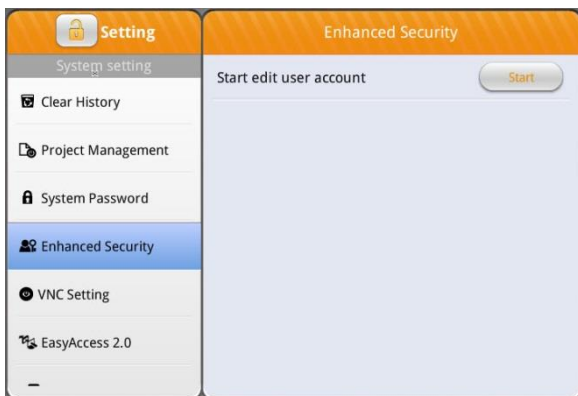 Setting
System setting
Clear History
Project Management
System Password
Enhanced Security
VNC Setting
EasyAccess 2.0
Enhanced Security
Start edit user account
Start